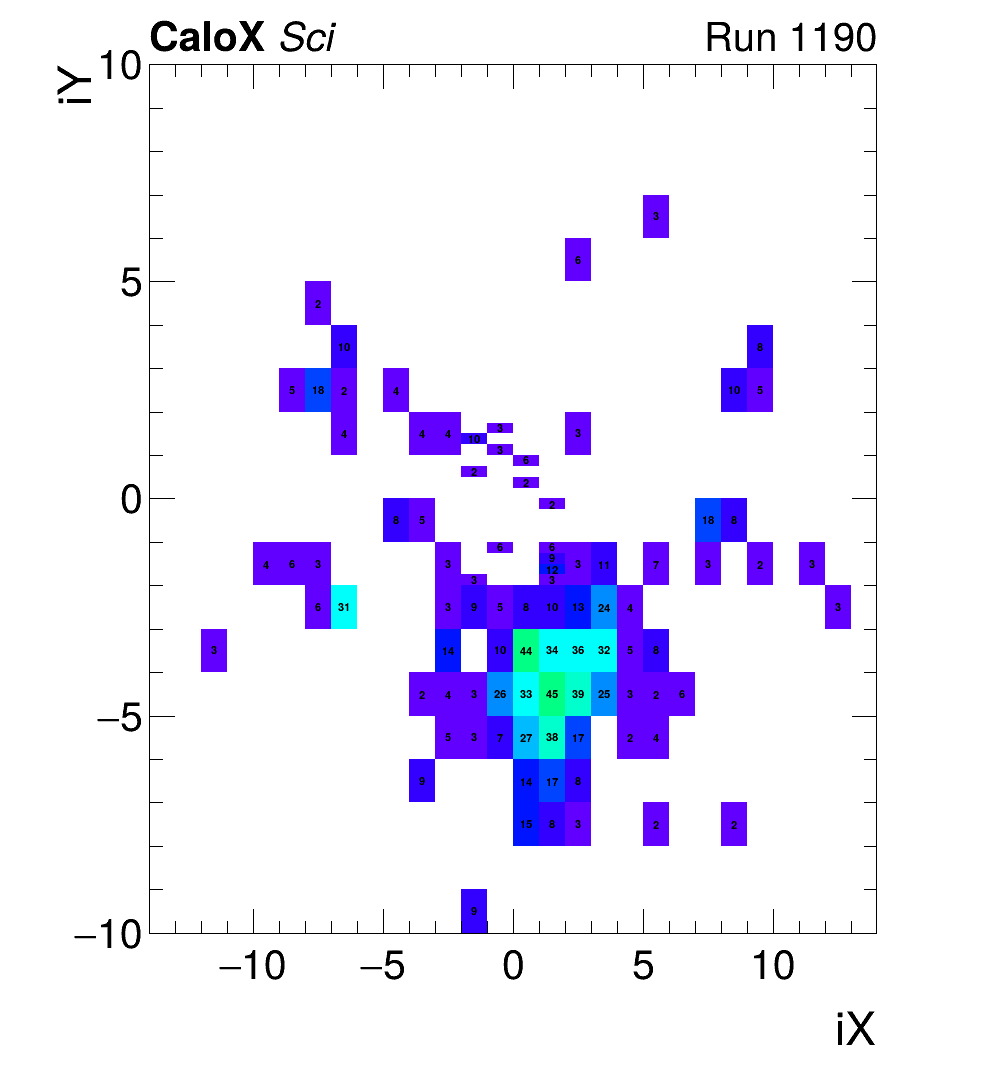 CaloX Sci Run 1190
iY
10
3
6
5
2
10 8
5 18 2 4 10 5
4 4 4 3 3
10
3
6
2
2
0 2
8 5 18 8
6 6
9
4 6 3 3 3 11 7 3 2 3
12
3 3
6 31 3 9 5 8 10 13 24 4 3
3 14 10 44 34 36 32 5 8
2 4 3 26 33 45 39 25 3 2 6
−5
5 3 7 27 38 17 2 4
9 14 17 8
15 8 3 2 2
9
−10
−10 −5 0 5 10
iX